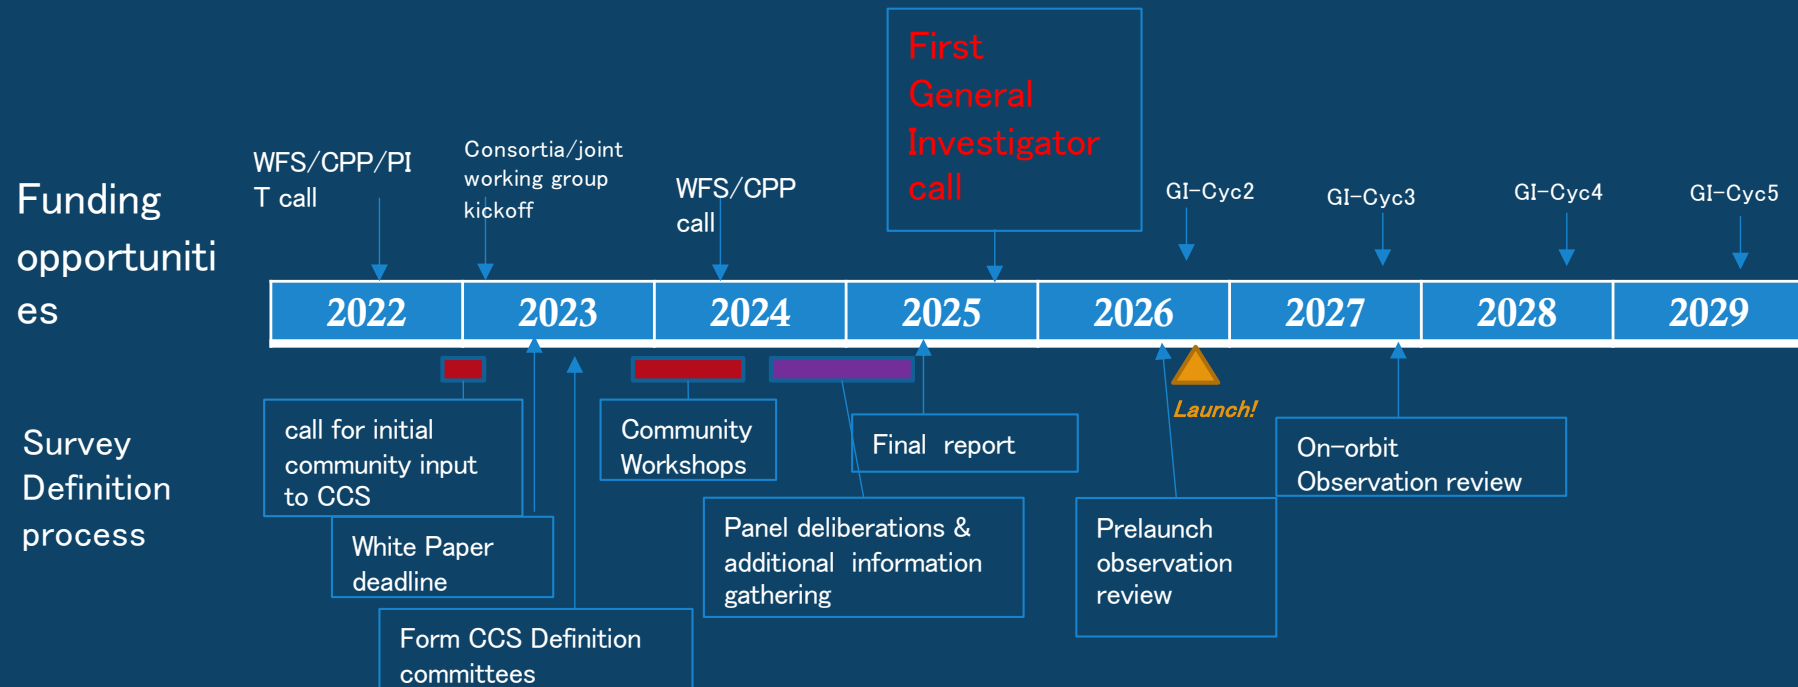 First
General
Investigator
call
WFS/CPP/PI
T call
Consortia/joint
working group
kickoff
WFS/CPP
call
GI-Cyc2
GI-Cyc3
GI-Cyc4
GI-Cyc5
Funding
opportuniti
es
2022
2023
2024
2025
2026
2027
2028
2029
Launch!
Survey
Definition
process
call for initial
community input
to CCS
Community
Workshops
Final report
On-orbit
Observation review
White Paper
deadline
Panel deliberations &
additional information
gathering
Prelaunch
observation
review
Form CCS Definition
committees